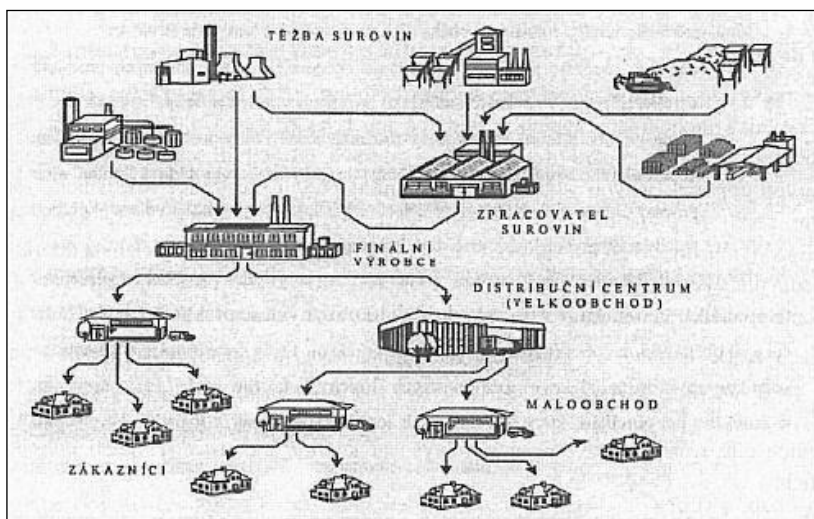 TĚŽBA SUROVIN
ZPRACOVATEL
SUROVIN
FINÁLNÍ
VÝROBCE
DISTRIBUČNÍ CENTRUM
(VELKOOBCHOD)
MALOOBCHOD
ZÁKAZNÍCI